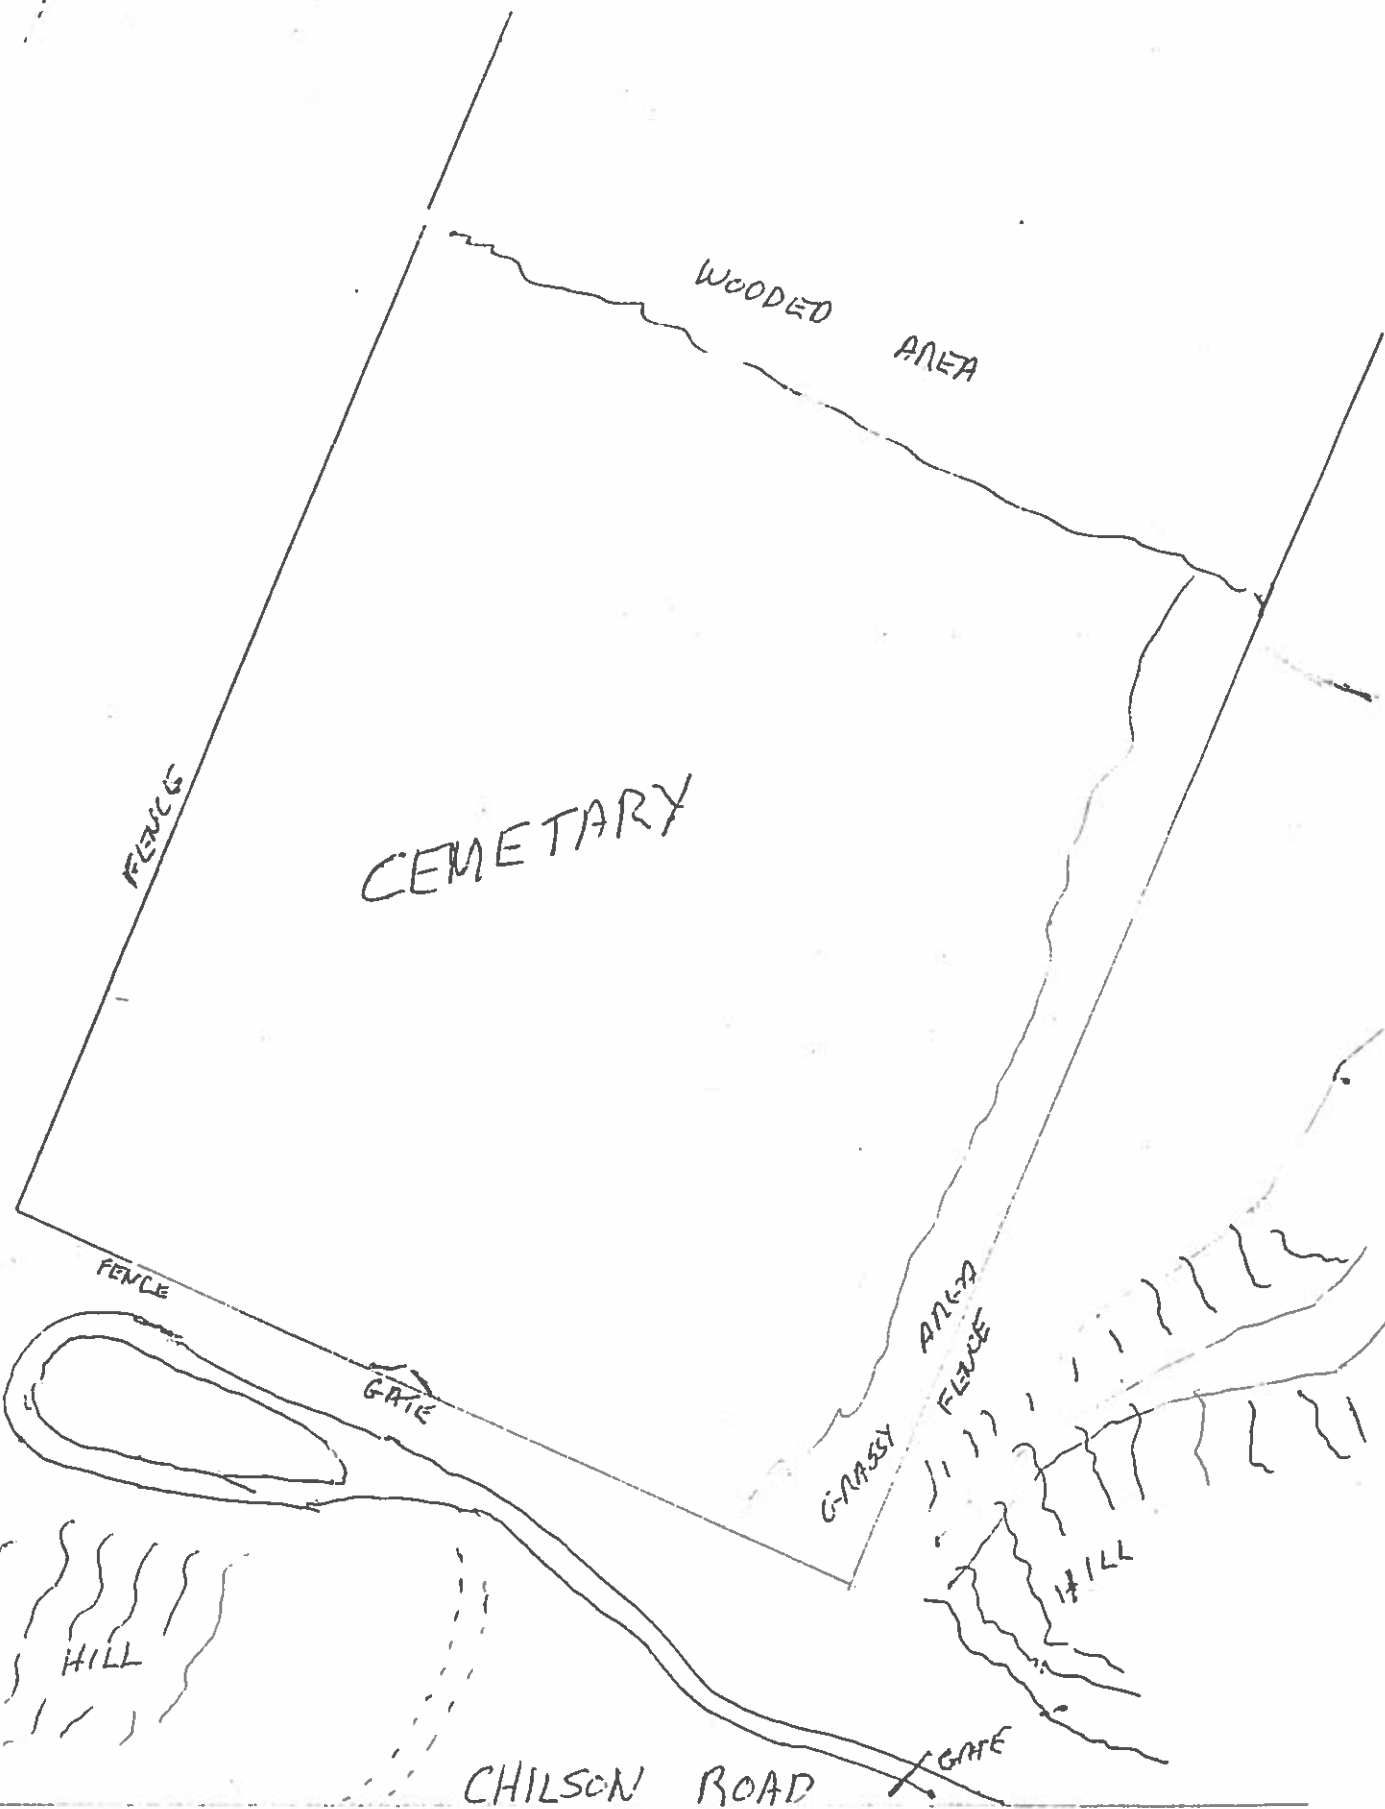 WOODED AREA
FENCE
CEMETARY
FENCE
GATE
GRASSY AREA
FENCE
HILL
HILL
GATE
CHILSON ROAD